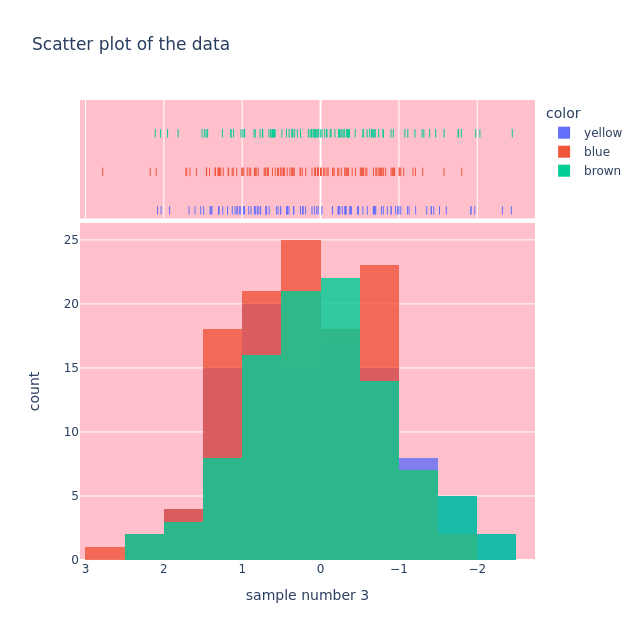 Scatter plot of the data
color
yellow
blue
brown
25
20
15
10
5
0
count
3
2
1
0
−1
−2
sample number 3